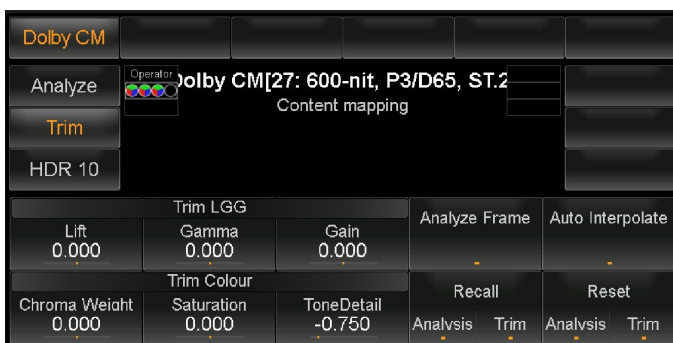 Dolby CM
Analyze
Operator
Dolby CM[27: 600-nit, P3/D65, ST.2
Content mapping
Trim
HDR 10
Trim LGG
Lift
Gamma
Gain
0.000
0.000
0.000
Analyze Frame
Auto Interpolate
Trim Colour
Chroma Weight
Saturation
ToneDetail
0.000
0.000
-0.750
Recall
Reset
Analysis
Trim
Analysis
Trim